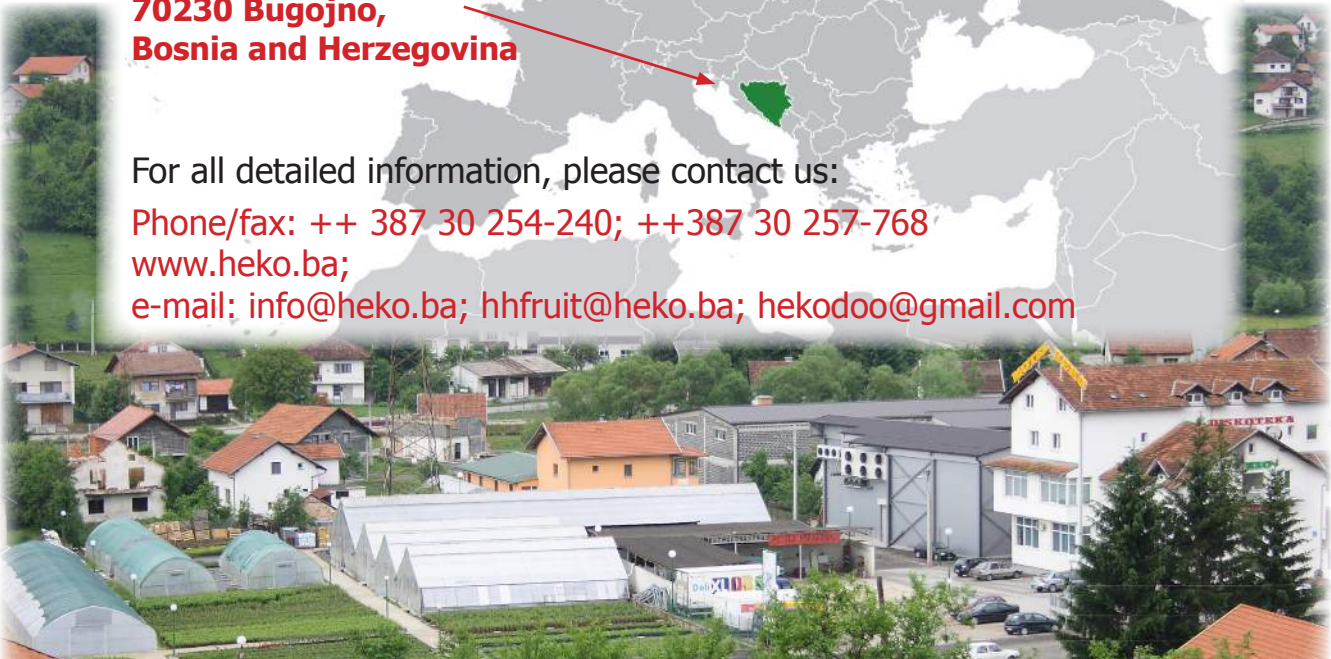 70230 Bugojno,
Bosnia and Herzegovina
For all detailed information, please contact us:
Phone/fax: ++ 387 30 254-240; ++387 30 257-768
www.heko.ba;
e-mail: info@heko.ba; hhfruit@heko.ba; hekodoo@gmail.com
DISKOTEKA
DeliXL